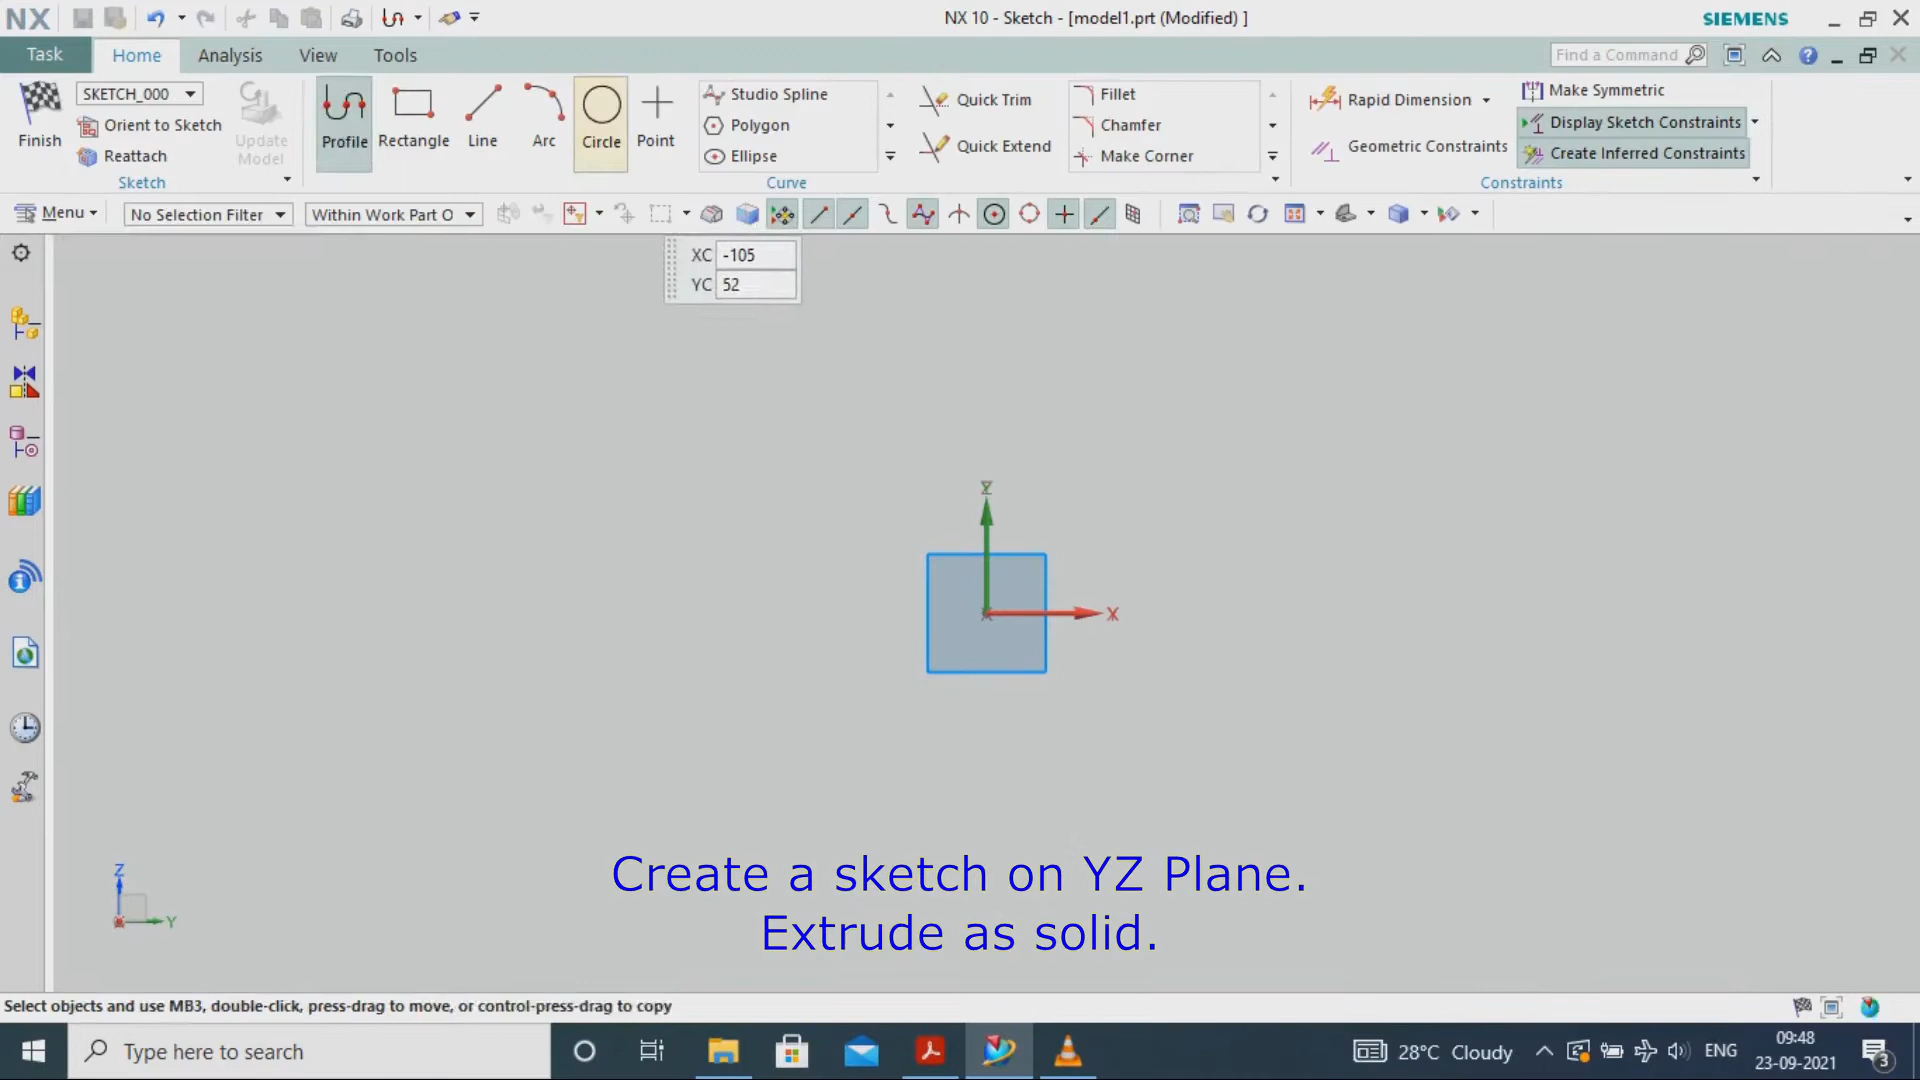 NX
NX 10 - Sketch - [model1.prt (Modified) ]
SIEMENS
Task
Home
Analysis
View
Tools
Find a Command
Finish
SKETCH_000
Orient to Sketch
Reattach
Update
Model
Sketch
Profile
Rectangle
Line
Arc
Circle
Point
Studio Spline
Polygon
Ellipse
Quick Trim
Quick Extend
Fillet
Chamfer
Make Corner
Curve
Rapid Dimension
Geometric Constraints
Make Symmetric
Display Sketch Constraints
Create Inferred Constraints
Constraints
Menu
No Selection Filter
Within Work Part O
XC -105
YC 52
Z
X
Z
Y
Create a sketch on YZ Plane.
Extrude as solid.
Select objects and use MB3, double-click, press-drag to move, or control-press-drag to copy
Type here to search
28°C Cloudy
ENG
09:48
23-09-2021
3